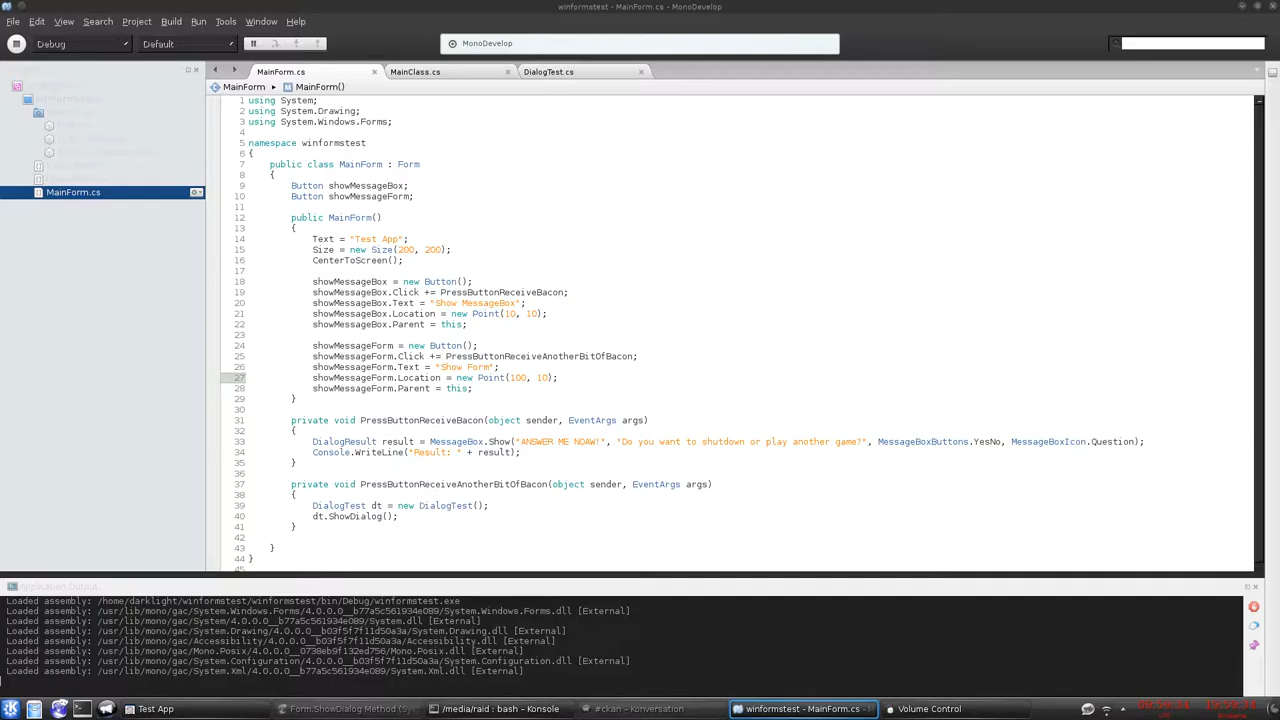 winformstest - MainForm.cs - MonoDevelop
File Edit View Search Project Build Run Tools Window Help
Debug Default MonoDevelop
MainForm.cs MainClass.cs DialogTest.cs
MainForm MainForm()
1 using System;
2 using System.Drawing;
3 using System.Windows.Forms;
4
5 namespace winformstest
6 {
7 public class MainForm : Form
8 {
9 Button showMessageBox;
10 Button showMessageForm;
11
12 public MainForm()
13 {
14 Text = "Test App";
15 Size = new Size(200, 200);
16 CenterToScreen();
17
18 showMessageBox = new Button();
19 showMessageBox.Click += PressButtonReceiveBacon;
20 showMessageBox.Text = "Show MessageBox";
21 showMessageBox.Location = new Point(10, 10);
22 showMessageBox.Parent = this;
23
24 showMessageForm = new Button();
25 showMessageForm.Click += PressButtonReceiveAnotherBitOfBacon;
26 showMessageForm.Text = "Show Form";
27 showMessageForm.Location = new Point(100, 10);
28 showMessageForm.Parent = this;
29 }
30
31 private void PressButtonReceiveBacon(object sender, EventArgs args)
32 {
33 DialogResult result = MessageBox.Show("ANSWER ME NOAW!", "Do you want to shutdown or play another game?", MessageBoxButtons.YesNo, MessageBoxIcon.Question);
34 Console.WriteLine("Result: " + result);
35 }
36
37 private void PressButtonReceiveAnotherBitOfBacon(object sender, EventArgs args)
38 {
39 DialogTest dt = new DialogTest();
40 dt.ShowDialog();
41 }
42
43 }
44 }
45
MainForm.cs
Application Output
Loaded assembly: /home/darklight/winformstest/winformstest/bin/Debug/winformstest.exe
Loaded assembly: /usr/lib/mono/gac/System.Windows.Forms/4.0.0.0__b77a5c561934e089/System.Windows.Forms.dll [External]
Loaded assembly: /usr/lib/mono/gac/System/4.0.0.0__b77a5c561934e089/System.dll [External]
Loaded assembly: /usr/lib/mono/gac/System.Drawing/4.0.0.0__b03f5f7f11d50a3a/System.Drawing.dll [External]
Loaded assembly: /usr/lib/mono/gac/Accessibility/4.0.0.0__b03f5f7f11d50a3a/Accessibility.dll [External]
Loaded assembly: /usr/lib/mono/gac/Mono.Posix/4.0.0.0__0738eb9f132ed756/Mono.Posix.dll [External]
Loaded assembly: /usr/lib/mono/gac/System.Configuration/4.0.0.0__b03f5f7f11d50a3a/System.Configuration.dll [External]
Loaded assembly: /usr/lib/mono/gac/System.Xml/4.0.0.0__b77a5c561934e089/System.Xml.dll [External]
Test App Form.ShowDialog Method (S /media/raid : bash – Konsole #ckan – Konversation winformstest - MainForm.cs - Volume Control